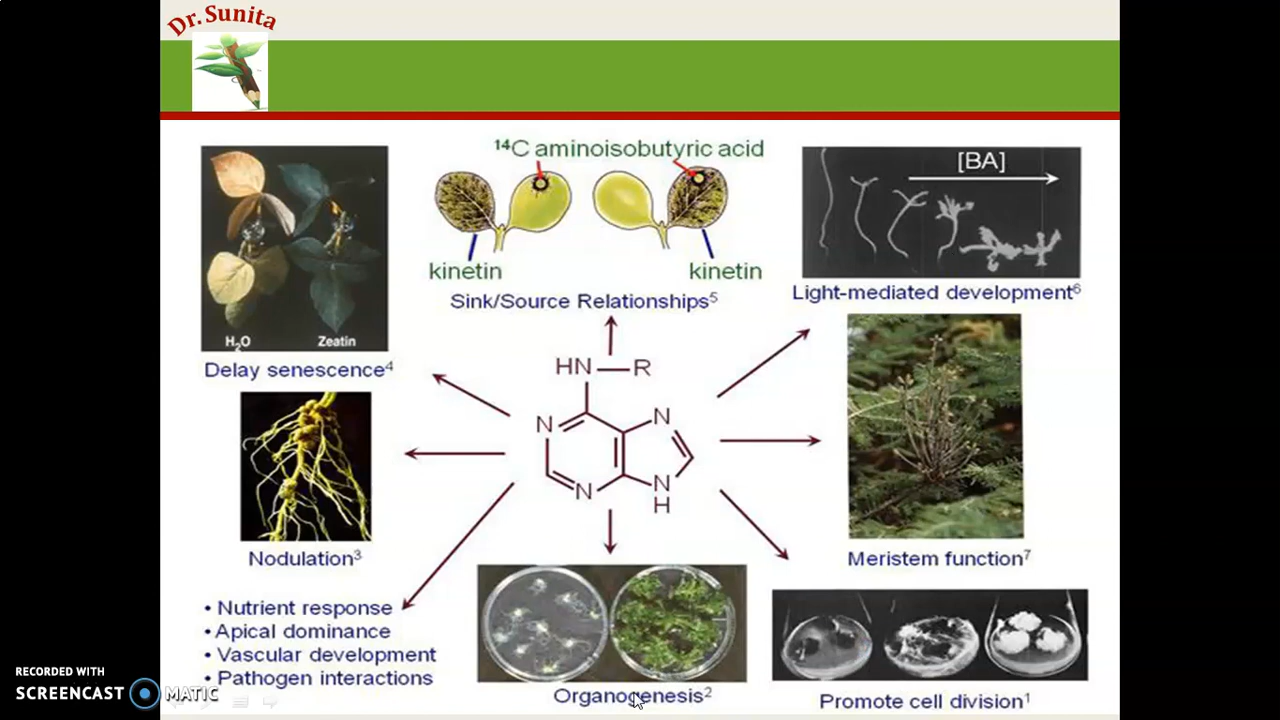 Dr. Sunita
¹⁴C aminoisobutyric acid
[BA]
kinetin
kinetin
Sink/Source Relationships⁵
Light-mediated development⁶
H₂O
Zeatin
Delay senescence⁴
HN
R
N
N
N
N
H
Nodulation³
Meristem function⁷
• Nutrient response
• Apical dominance
• Vascular development
• Pathogen interactions
Organogenesis²
Promote cell division¹
RECORDED WITH
SCREENCAST MATIC